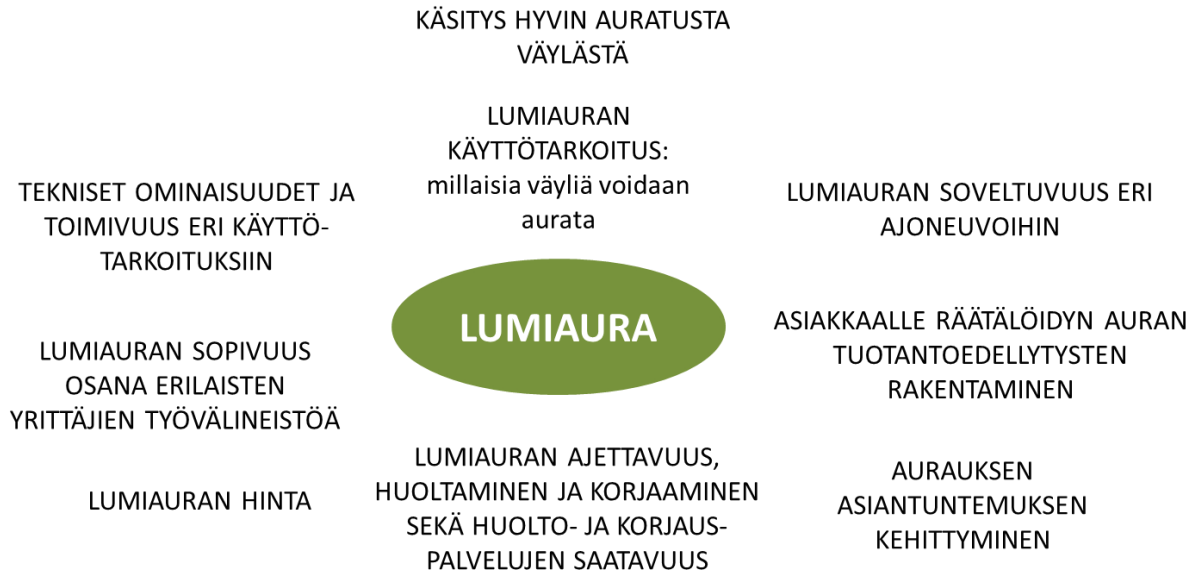 KÄSITYS HYVIN AURATUSTA
VÄYLÄSTÄ
LUMIAURAN
KÄYTTÖTARKOITUS:
millaisia väyliä voidaan
aurata
TEKNISET OMINAISUUDET JA
TOIMIVUUS ERI KÄYTTÖ-
TARKOITUKSIIN
LUMIAURAN SOVELTUVUUS ERI
AJONEUVOIHIN
LUMIAURA
LUMIAURAN SOPIVUUS
OSANA ERILAISTEN
YRITTÄJIEN TYÖVÄLINEISTÖÄ
ASIAKKAALLE RÄÄTÄLÖIDYN AURAN
TUOTANTOEDELLYTYSTEN
RAKENTAMINEN
LUMIAURAN HINTA
LUMIAURAN AJETTAVUUS,
HUOLTAMINEN JA KORJAAMINEN
SEKÄ HUOLTO- JA KORJAUS-
PALVELUJEN SAATAVUUS
AURAUKSEN
ASIANTUNTEMUKSEN
KEHITTYMINEN